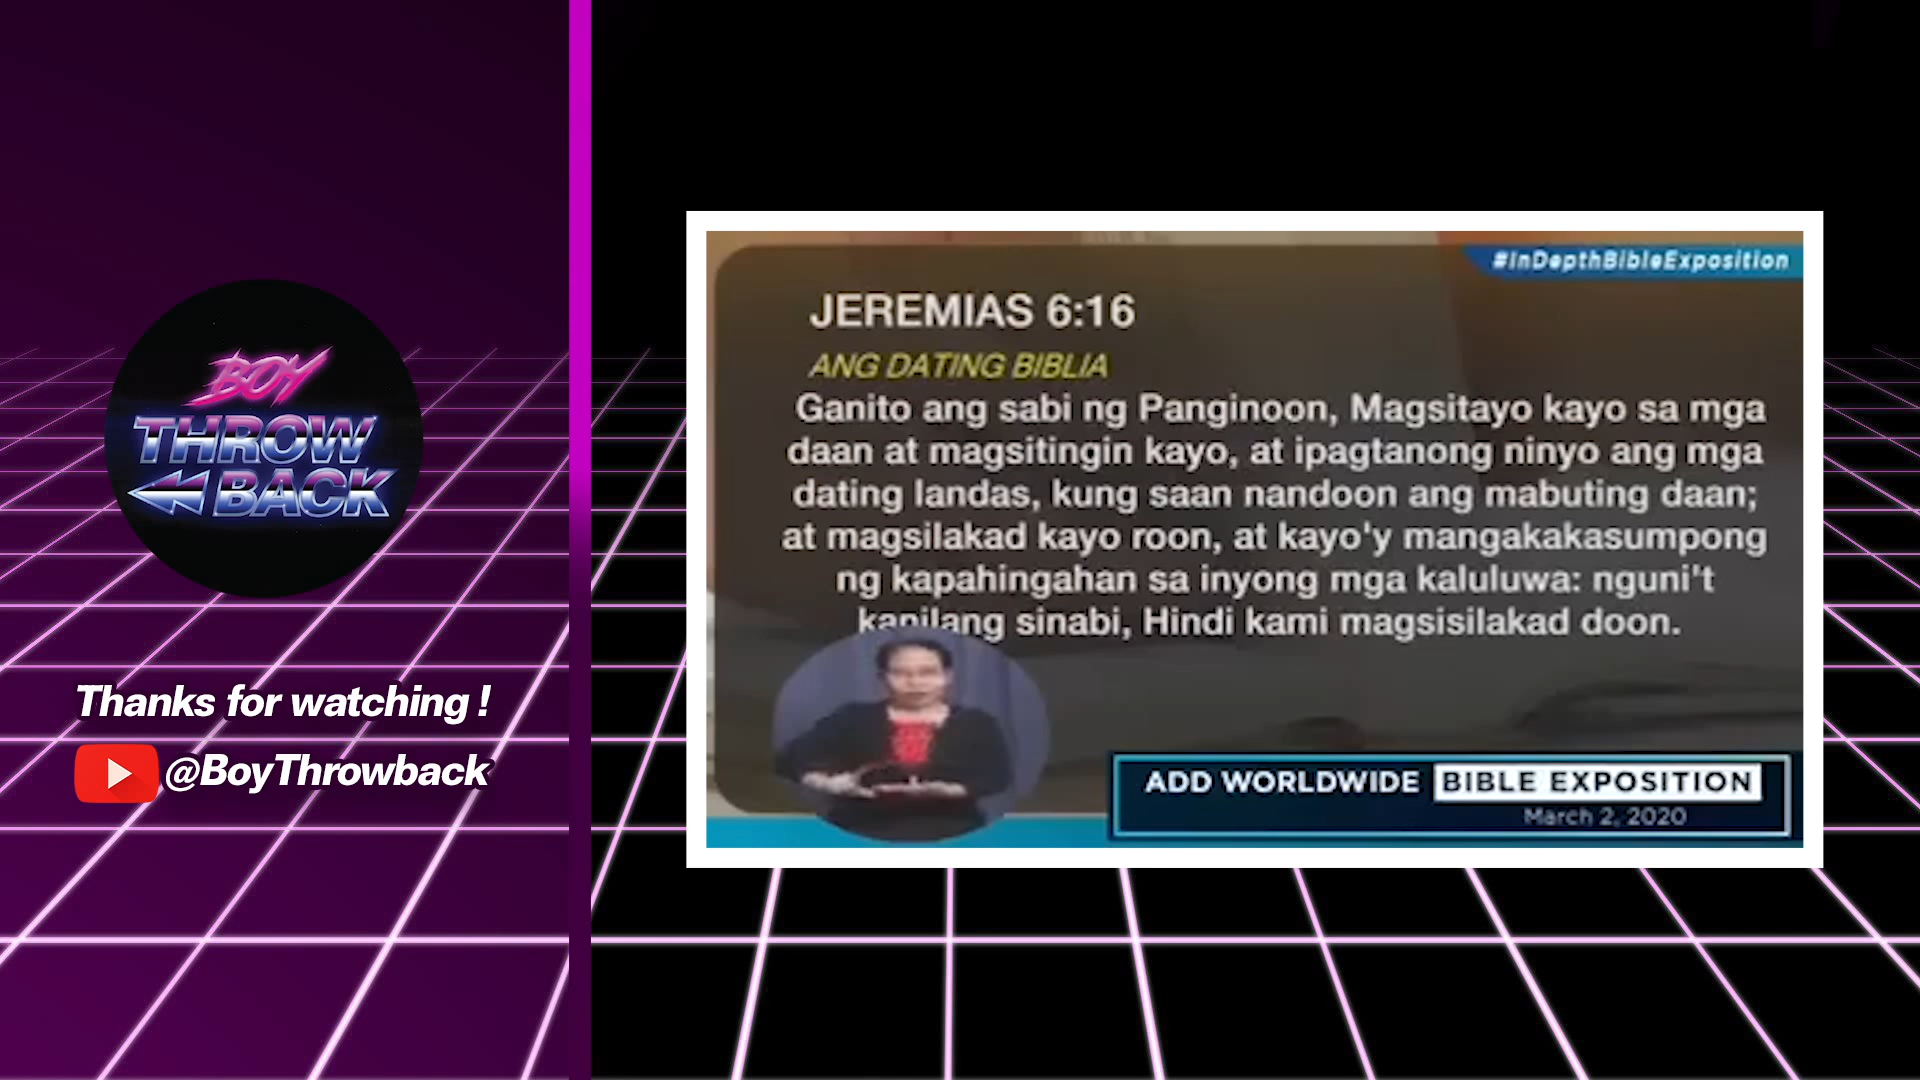 BOY
THROW
BACK
Thanks for watching !
@BoyThrowback
#InDepthBibleExposition
JEREMIAS 6:16
ANG DATING BIBLIA
Ganito ang sabi ng Panginoon, Magsitayo kayo sa mga
daan at magsitingin kayo, at ipagtanong ninyo ang mga
dating landas, kung saan nandoon ang mabuting daan;
at magsilakad kayo roon, at kayo'y mangakakasumpong
ng kapahingahan sa inyong mga kaluluwa: nguni't
kanilang sinabi, Hindi kami magsisilakad doon.
ADD WORLDWIDE BIBLE EXPOSITION
March 2, 2020